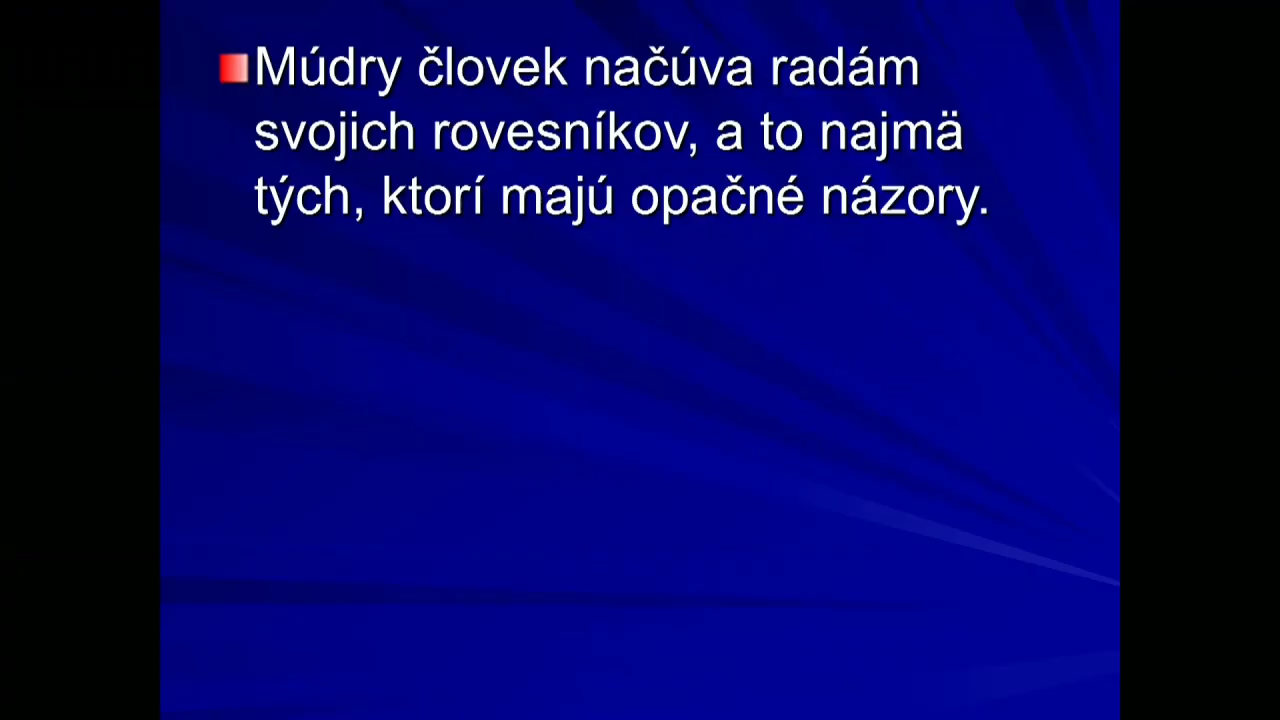 Múdry človek načúva radám
svojich rovesníkov, a to najmä
tých, ktorí majú opačné názory.